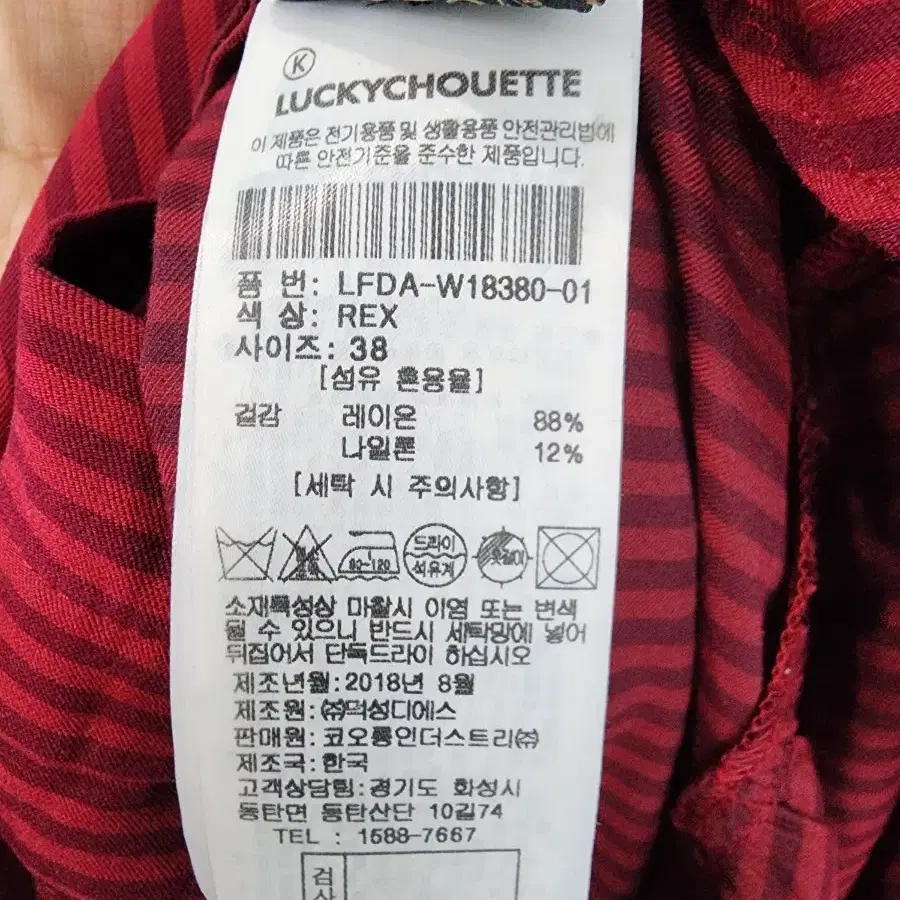 K
LUCKYCHOUETTE
이 제품은 전기용품 및 생활용품 안전관리법에
따른 안전기준을 준수한 제품입니다.
품 번: LFDA-W18380-01
색 상: REX
사이즈: 38
[섬유 혼용율]
겉감 레이온 88%
나일론 12%
[세탁 시 주의사항]
80-120 드라이 옷걸이
석유계
소재특성상 마찰시 이염 또는 변색
될 수 있으니 반드시 세탁망에 넣어
뒤집어서 단독드라이 하십시오
제조년월:2018년 8월
제조원:㈜덕성디에스
판매원:코오롱인더스트리㈜
제조국:한국
고객상담팀:경기도 화성시
동탄면 동탄산단 10길74
TEL : 1588-7667
검